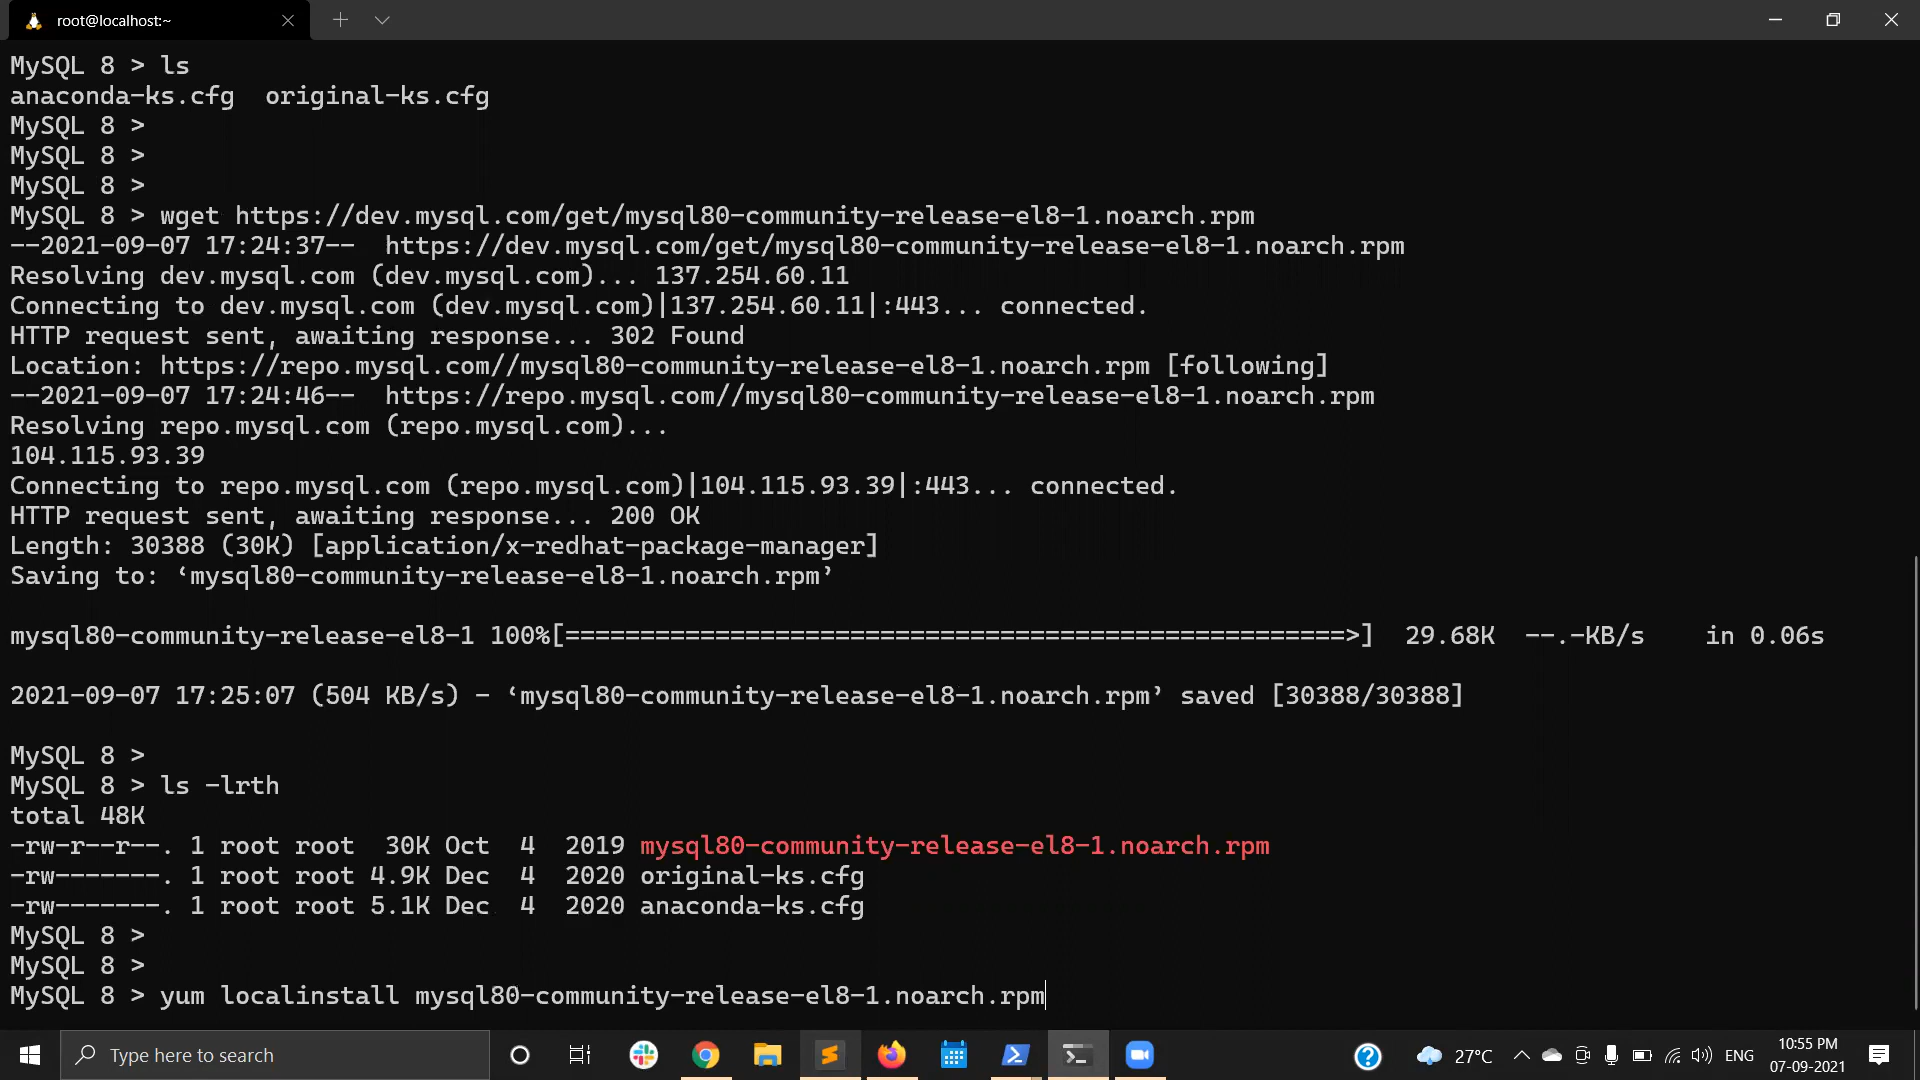 root@localhost:~
MySQL 8 > ls
anaconda-ks.cfg  original-ks.cfg
MySQL 8 >
MySQL 8 >
MySQL 8 >
MySQL 8 > wget https://dev.mysql.com/get/mysql80-community-release-el8-1.noarch.rpm
--2021-09-07 17:24:37--  https://dev.mysql.com/get/mysql80-community-release-el8-1.noarch.rpm
Resolving dev.mysql.com (dev.mysql.com)... 137.254.60.11
Connecting to dev.mysql.com (dev.mysql.com)|137.254.60.11|:443... connected.
HTTP request sent, awaiting response... 302 Found
Location: https://repo.mysql.com//mysql80-community-release-el8-1.noarch.rpm [following]
--2021-09-07 17:24:46--  https://repo.mysql.com//mysql80-community-release-el8-1.noarch.rpm
Resolving repo.mysql.com (repo.mysql.com)...
104.115.93.39
Connecting to repo.mysql.com (repo.mysql.com)|104.115.93.39|:443... connected.
HTTP request sent, awaiting response... 200 OK
Length: 30388 (30K) [application/x-redhat-package-manager]
Saving to: ‘mysql80-community-release-el8-1.noarch.rpm’
mysql80-community-release-el8-1 100%[====================================================>]  29.68K  --.-KB/s    in 0.06s
2021-09-07 17:25:07 (504 KB/s) - ‘mysql80-community-release-el8-1.noarch.rpm’ saved [30388/30388]
MySQL 8 >
MySQL 8 > ls -lrth
total 48K
-rw-r--r--. 1 root root  30K Oct  4  2019 mysql80-community-release-el8-1.noarch.rpm
-rw-------. 1 root root 4.9K Dec  4  2020 original-ks.cfg
-rw-------. 1 root root 5.1K Dec  4  2020 anaconda-ks.cfg
MySQL 8 >
MySQL 8 >
MySQL 8 > yum localinstall mysql80-community-release-el8-1.noarch.rpm
Type here to search
27°C
ENG
10:55 PM
07-09-2021